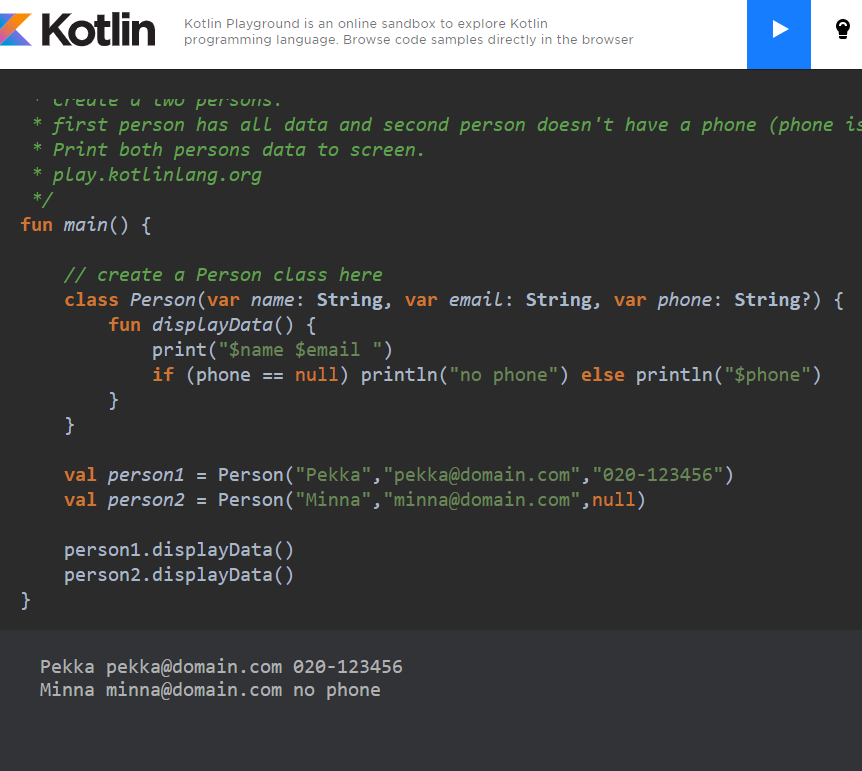 Kotlin
Kotlin Playground is an online sandbox to explore Kotlin
programming language. Browse code samples directly in the browser
* create a two persons.
* first person has all data and second person doesn't have a phone (phone is
* Print both persons data to screen.
* play.kotlinlang.org
*/
fun main() {
// create a Person class here
class Person(var name: String, var email: String, var phone: String?) {
fun displayData() {
print("$name $email ")
if (phone == null) println("no phone") else println("$phone")
}
}
val person1 = Person("Pekka","pekka@domain.com","020-123456")
val person2 = Person("Minna","minna@domain.com",null)
person1.displayData()
person2.displayData()
}
Pekka pekka@domain.com 020-123456
Minna minna@domain.com no phone